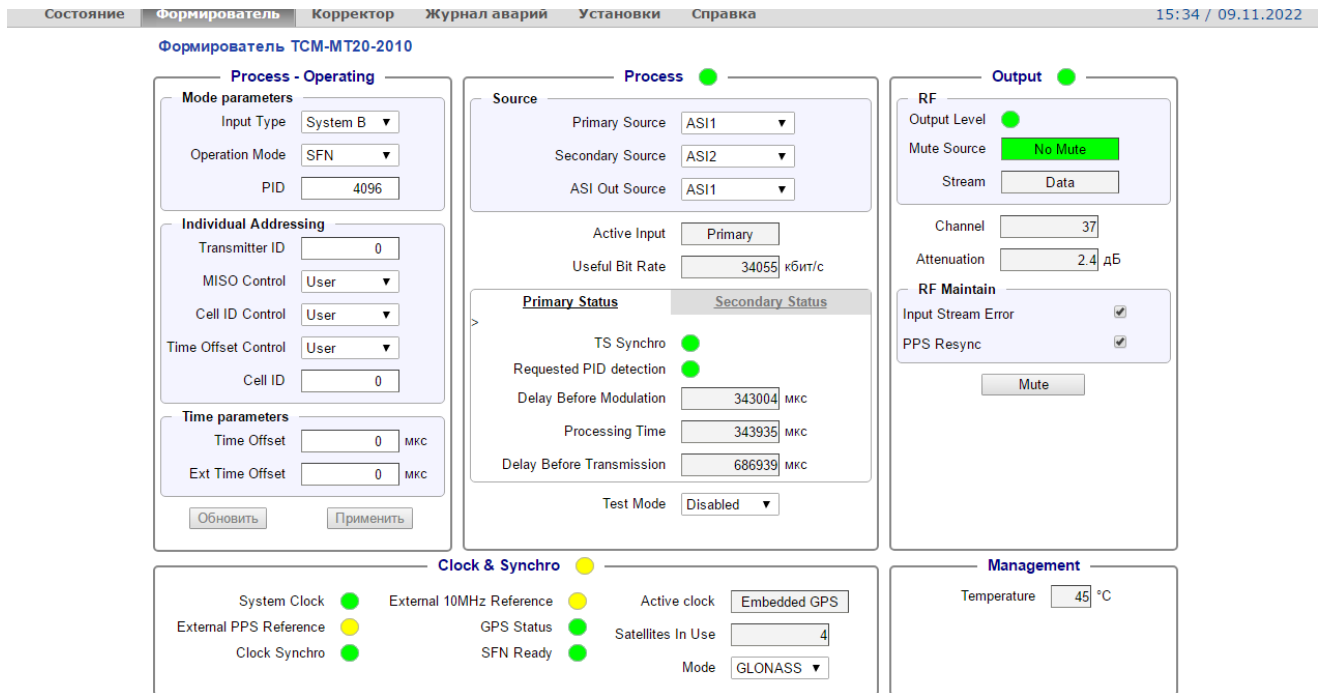 Состояние Формирователь Корректор Журнал аварий Установки Справка 15:34 / 09.11.2022
Формирователь TCM-MT20-2010
Process - Operating
Mode parameters
Input Type System B ▼
Operation Mode SFN ▼
PID 4096
Individual Addressing
Transmitter ID 0
MISO Control User ▼
Cell ID Control User ▼
Time Offset Control User ▼
Cell ID 0
Time parameters
Time Offset 0 мкс
Ext Time Offset 0 мкс
Обновить Применить
Process
Source
Primary Source ASI1 ▼
Secondary Source ASI2 ▼
ASI Out Source ASI1 ▼
Active Input Primary
Useful Bit Rate 34055 кбит/с
Primary Status Secondary Status
>
TS Synchro
Requested PID detection
Delay Before Modulation 343004 мкс
Processing Time 343935 мкс
Delay Before Transmission 686939 мкс
Test Mode Disabled ▼
Output
RF
Output Level
Mute Source No Mute
Stream Data
Channel 37
Attenuation 2.4 дБ
RF Maintain
Input Stream Error
PPS Resync
Mute
Clock & Synchro
System Clock External 10MHz Reference Active clock Embedded GPS
External PPS Reference GPS Status Satellites In Use 4
Clock Synchro SFN Ready Mode GLONASS ▼
Management
Temperature 45 °C